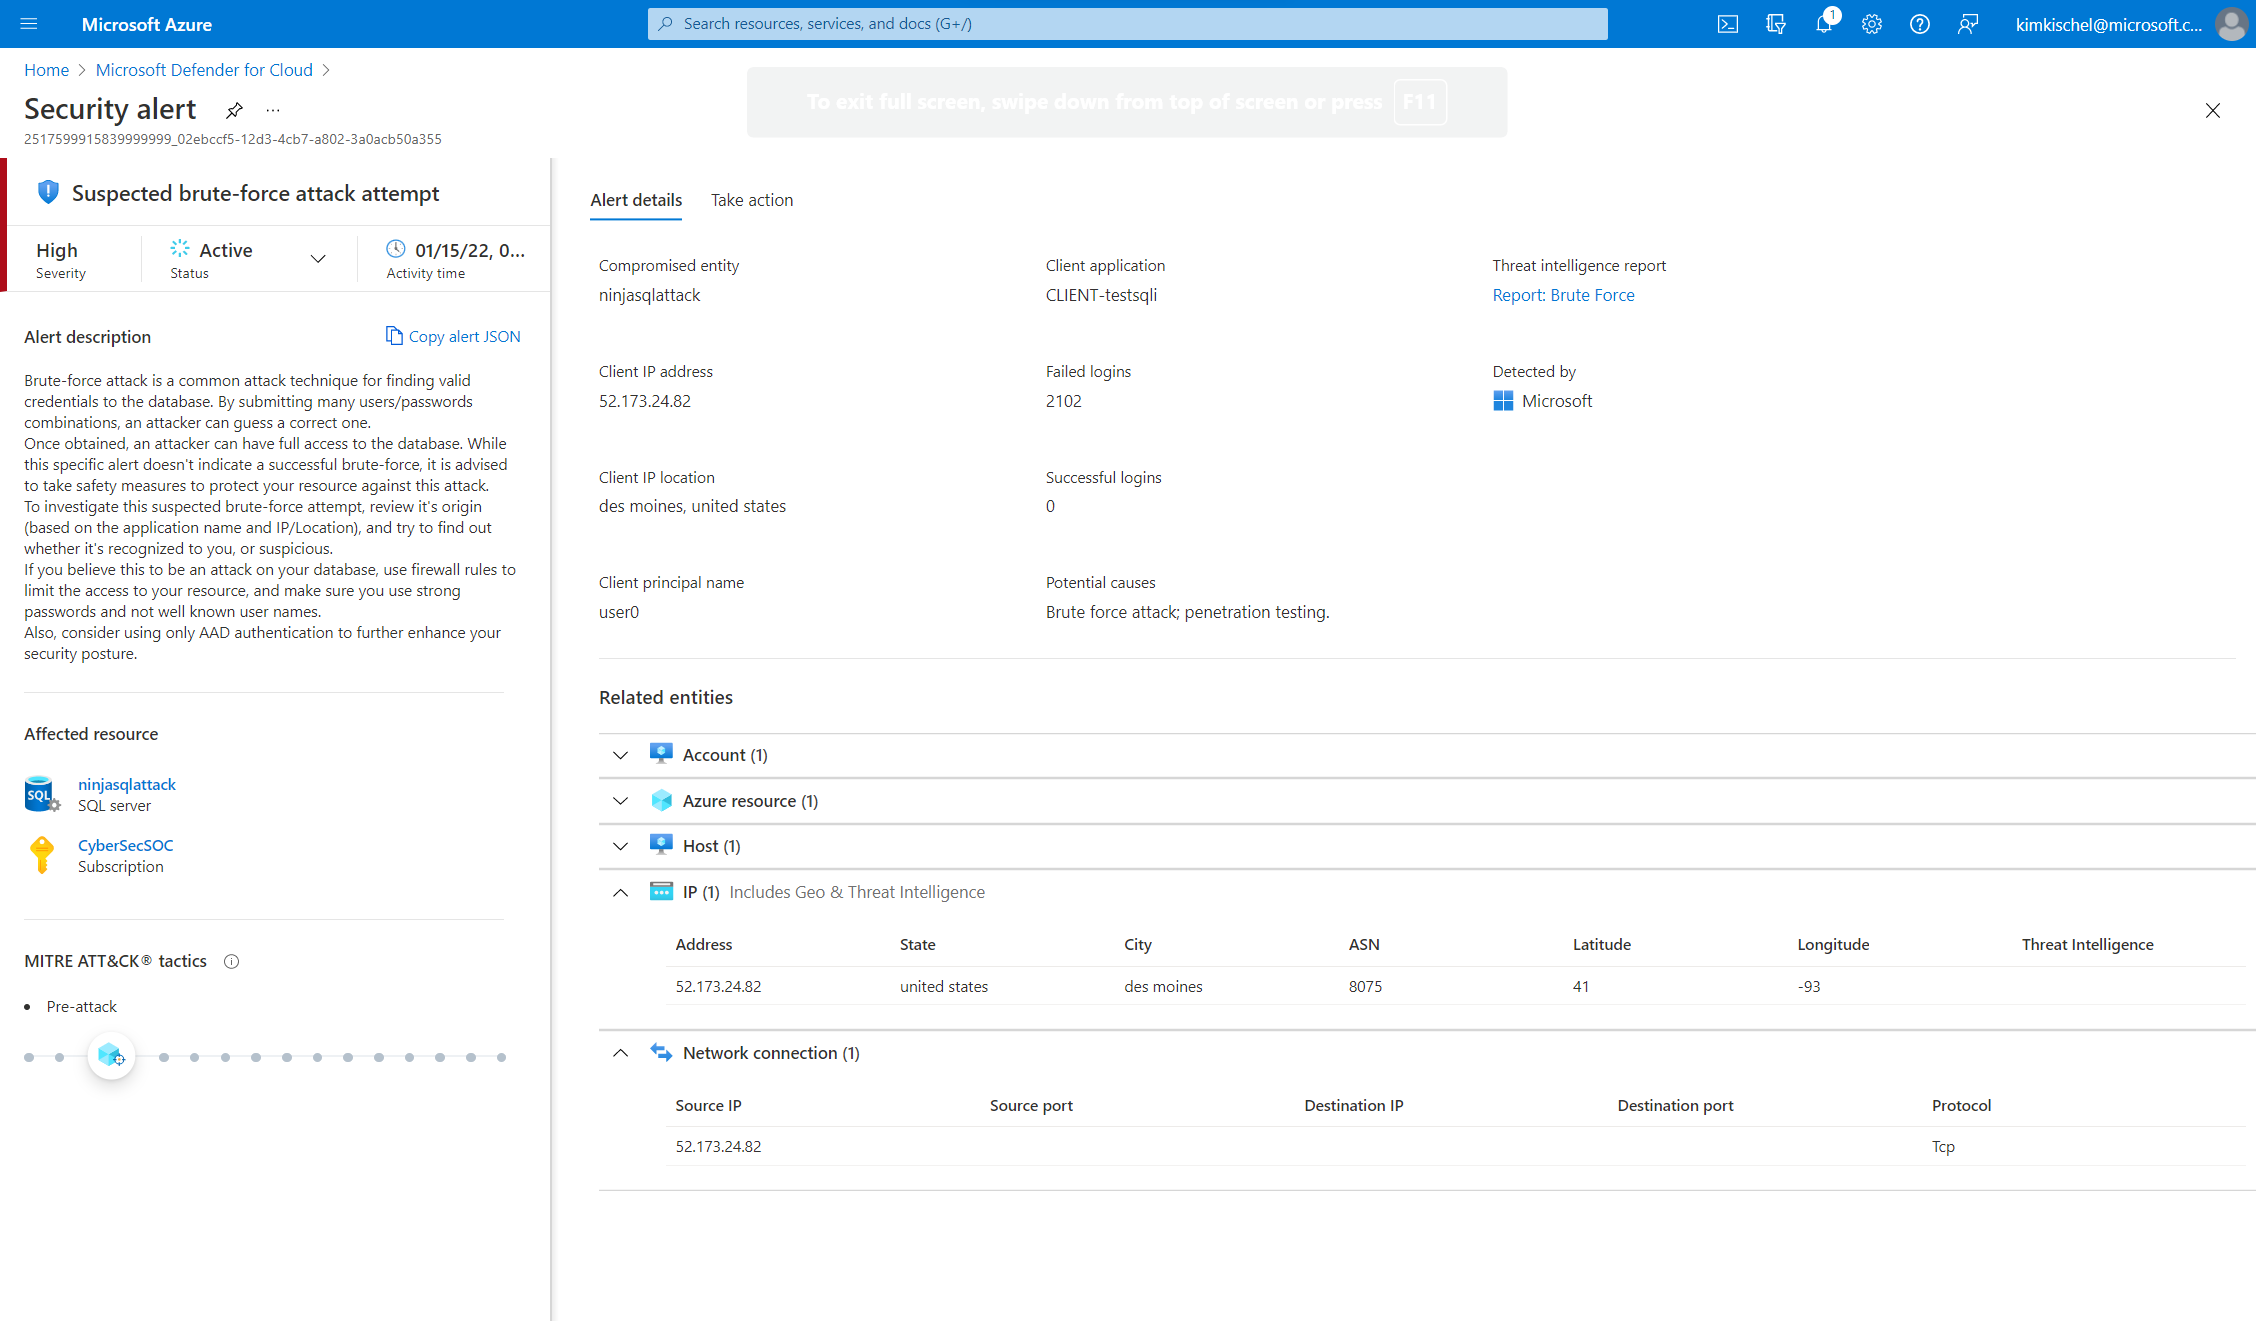 Microsoft Azure
Search resources, services, and docs (G+/)
1
kimkischel@microsoft.c...
Home > Microsoft Defender for Cloud >
To exit full screen, swipe down from top of screen or press F11
Security alert ...
2517599915839999999_02ebccf5-12d3-4cb7-a802-3a0acb50a355
Suspected brute-force attack attempt
High
Severity
Active
Status
01/15/22, 0...
Activity time
Alert description
Copy alert JSON
Brute-force attack is a common attack technique for finding valid
credentials to the database. By submitting many users/passwords
combinations, an attacker can guess a correct one.
Once obtained, an attacker can have full access to the database. While
this specific alert doesn't indicate a successful brute-force, it is advised
to take safety measures to protect your resource against this attack.
To investigate this suspected brute-force attempt, review it's origin
(based on the application name and IP/Location), and try to find out
whether it's recognized to you, or suspicious.
If you believe this to be an attack on your database, use firewall rules to
limit the access to your resource, and make sure you use strong
passwords and not well known user names.
Also, consider using only AAD authentication to further enhance your
security posture.
Affected resource
SQL
ninjasqlattack
SQL server
CyberSecSOC
Subscription
MITRE ATT&CK® tactics
• Pre-attack
Alert details
Take action
Compromised entity
ninjasqlattack
Client application
CLIENT-testsqli
Threat intelligence report
Report: Brute Force
Client IP address
52.173.24.82
Failed logins
2102
Detected by
Microsoft
Client IP location
des moines, united states
Successful logins
0
Client principal name
user0
Potential causes
Brute force attack; penetration testing.
Related entities
Account (1)
Azure resource (1)
Host (1)
IP (1) Includes Geo & Threat Intelligence
Address State City ASN Latitude Longitude Threat Intelligence
52.173.24.82 united states des moines 8075 41 -93
Network connection (1)
Source IP Source port Destination IP Destination port Protocol
52.173.24.82 Tcp